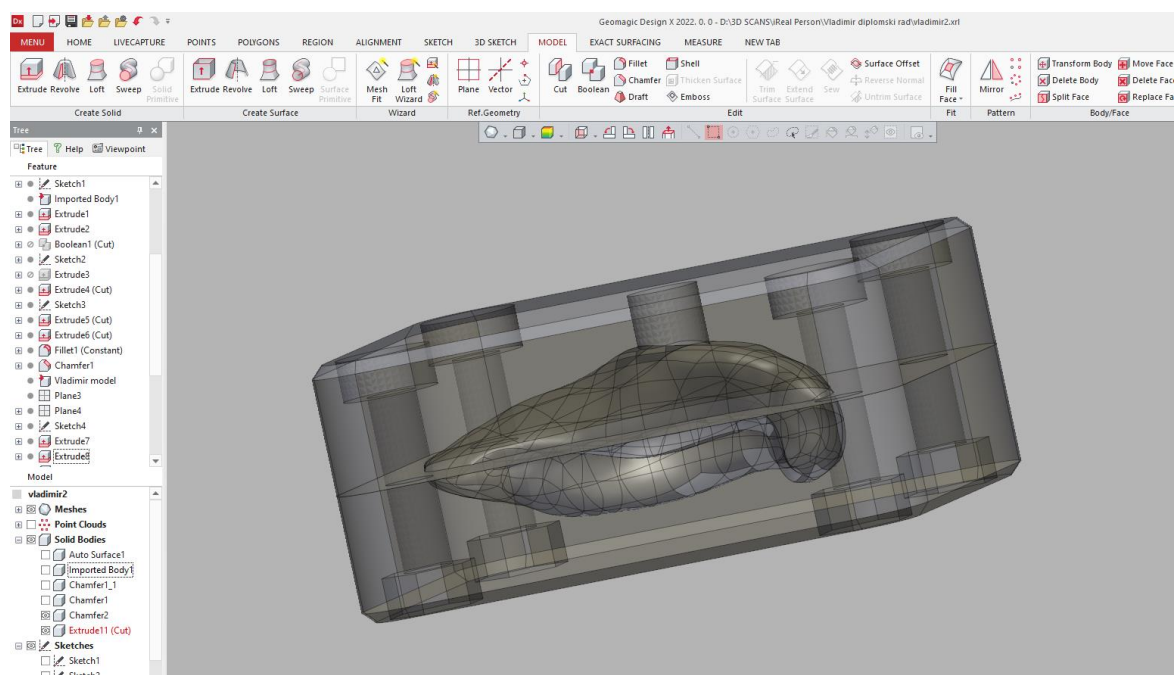 Dx Geomagic Design X 2022. 0. 0 - D:\3D SCANS\iReal Person\Vladimir diplomski rad\vladimir2.xrl
MENU HOME LIVECAPTURE POINTS POLYGONS REGION ALIGNMENT SKETCH 3D SKETCH MODEL EXACT SURFACING MEASURE NEW TAB
Fillet Shell Surface Offset Transform Body Move Face
Chamfer Thicken Surface Reverse Normal Delete Body Delete Fac
Draft Emboss Untrim Surface Split Face Replace Fa
Extrude Revolve Loft Sweep Solid Primitive Extrude Revolve Loft Sweep Surface Primitive Mesh Fit Loft Wizard Plane Vector Cut Boolean Trim Surface Extend Surface Sew Fill Face Mirror
Create Solid Create Surface Wizard Ref.Geometry Edit Fit Pattern Body/Face
Tree
Tree Help Viewpoint
Feature
Sketch1
Imported Body1
Extrude1
Extrude2
Boolean1 (Cut)
Sketch2
Extrude3
Extrude4 (Cut)
Sketch3
Extrude5 (Cut)
Extrude6 (Cut)
Fillet1 (Constant)
Chamfer1
Vladimir model
Plane3
Plane4
Sketch4
Extrude7
Extrude8
Model
vladimir2
Meshes
Point Clouds
Solid Bodies
Auto Surface1
Imported Body1
Chamfer1_1
Chamfer1
Chamfer2
Extrude11 (Cut)
Sketches
Sketch1